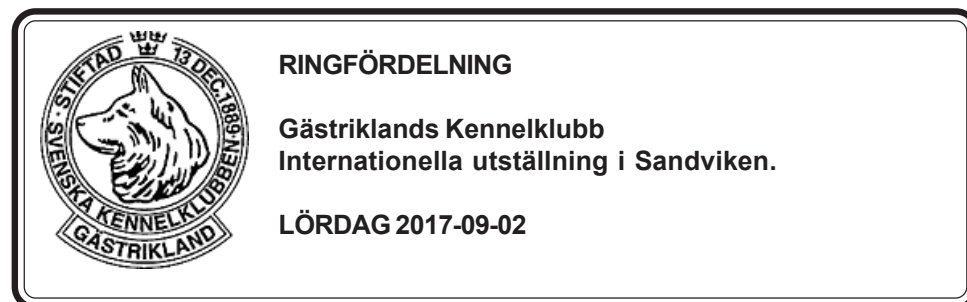 STIFTAD 13 DEC. 1889
SVENSKA KENNELKLUBBEN
GÄSTRIKLAND
RINGFÖRDELNING
Gästriklands Kennelklubb
Internationella utställning i Sandviken.
LÖRDAG 2017-09-02